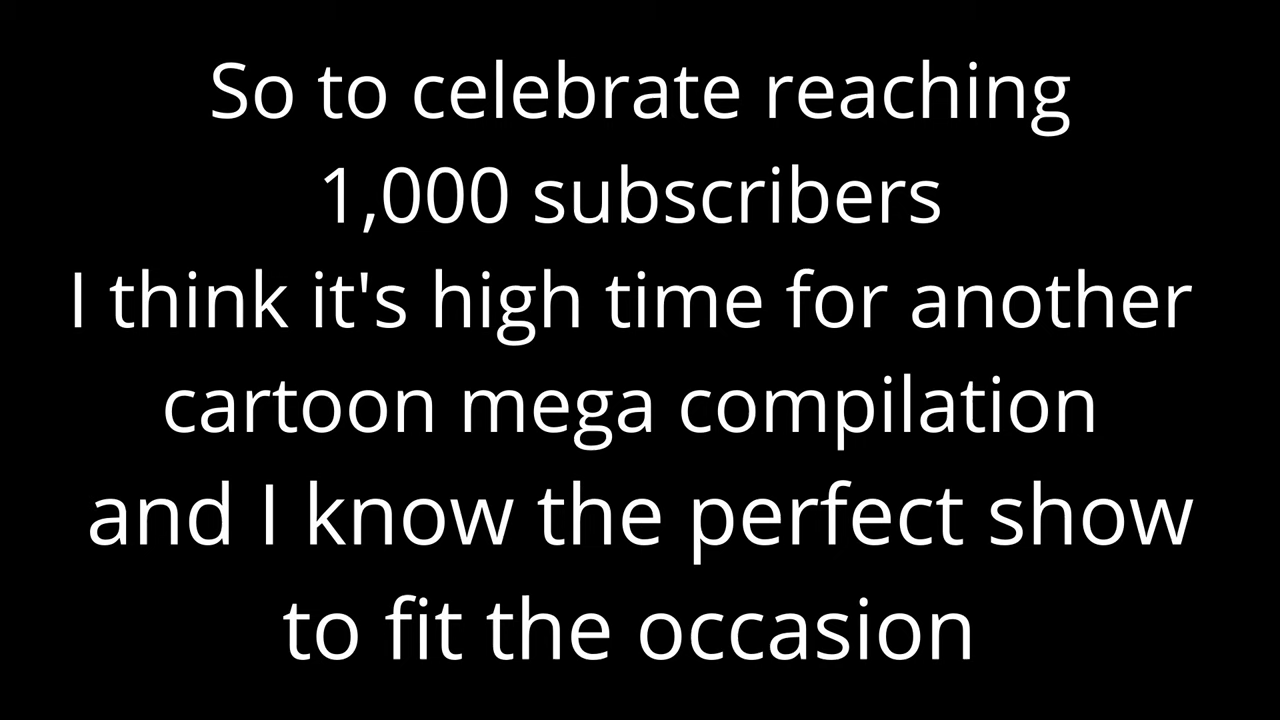 So to celebrate reaching
1,000 subscribers
I think it's high time for another
cartoon mega compilation
and I know the perfect show
to fit the occasion